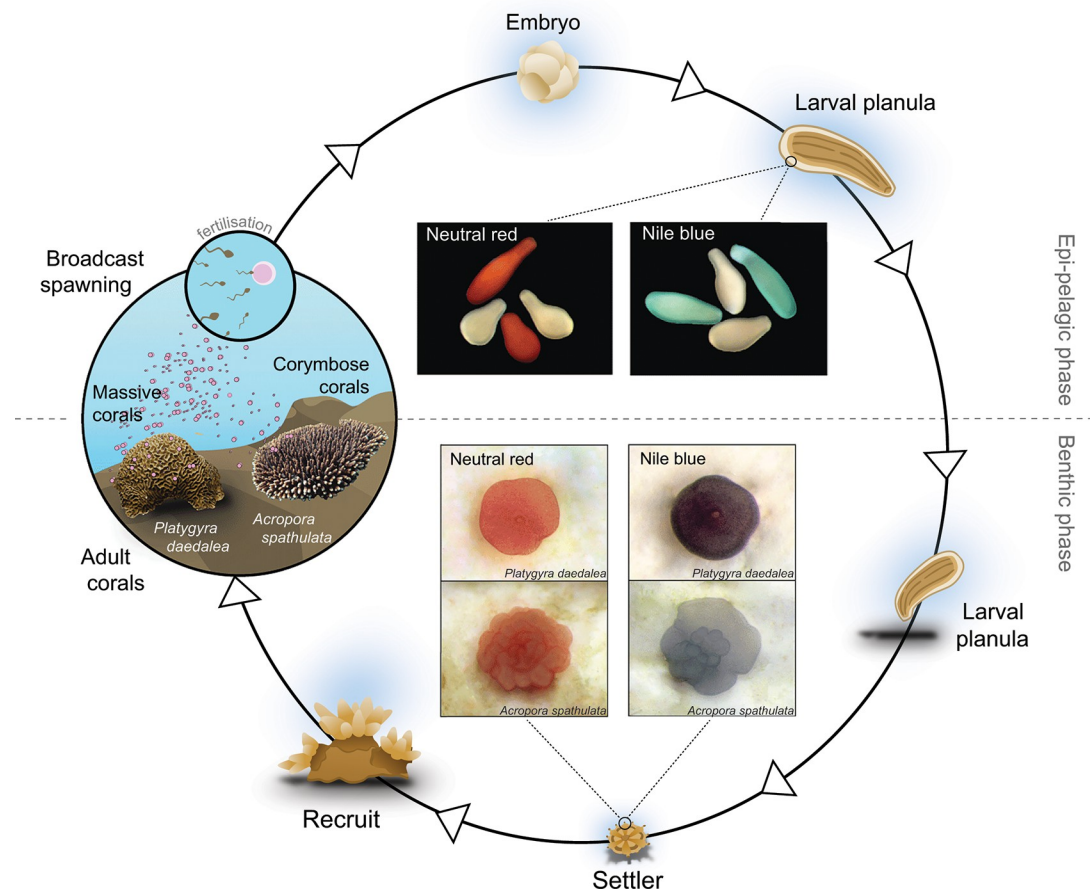 Embryo
Larval planula
fertilisation
Broadcast
spawning
Neutral red
Nile blue
Epi-pelagic phase
Corymbose
corals
Massive
corals
Platygyra
daedalea
Acropora
spathulata
Adult
corals
Neutral red
Nile blue
Platygyra daedalea
Platygyra daedalea
Acropora spathulata
Acropora spathulata
Benthic phase
Larval
planula
Recruit
Settler